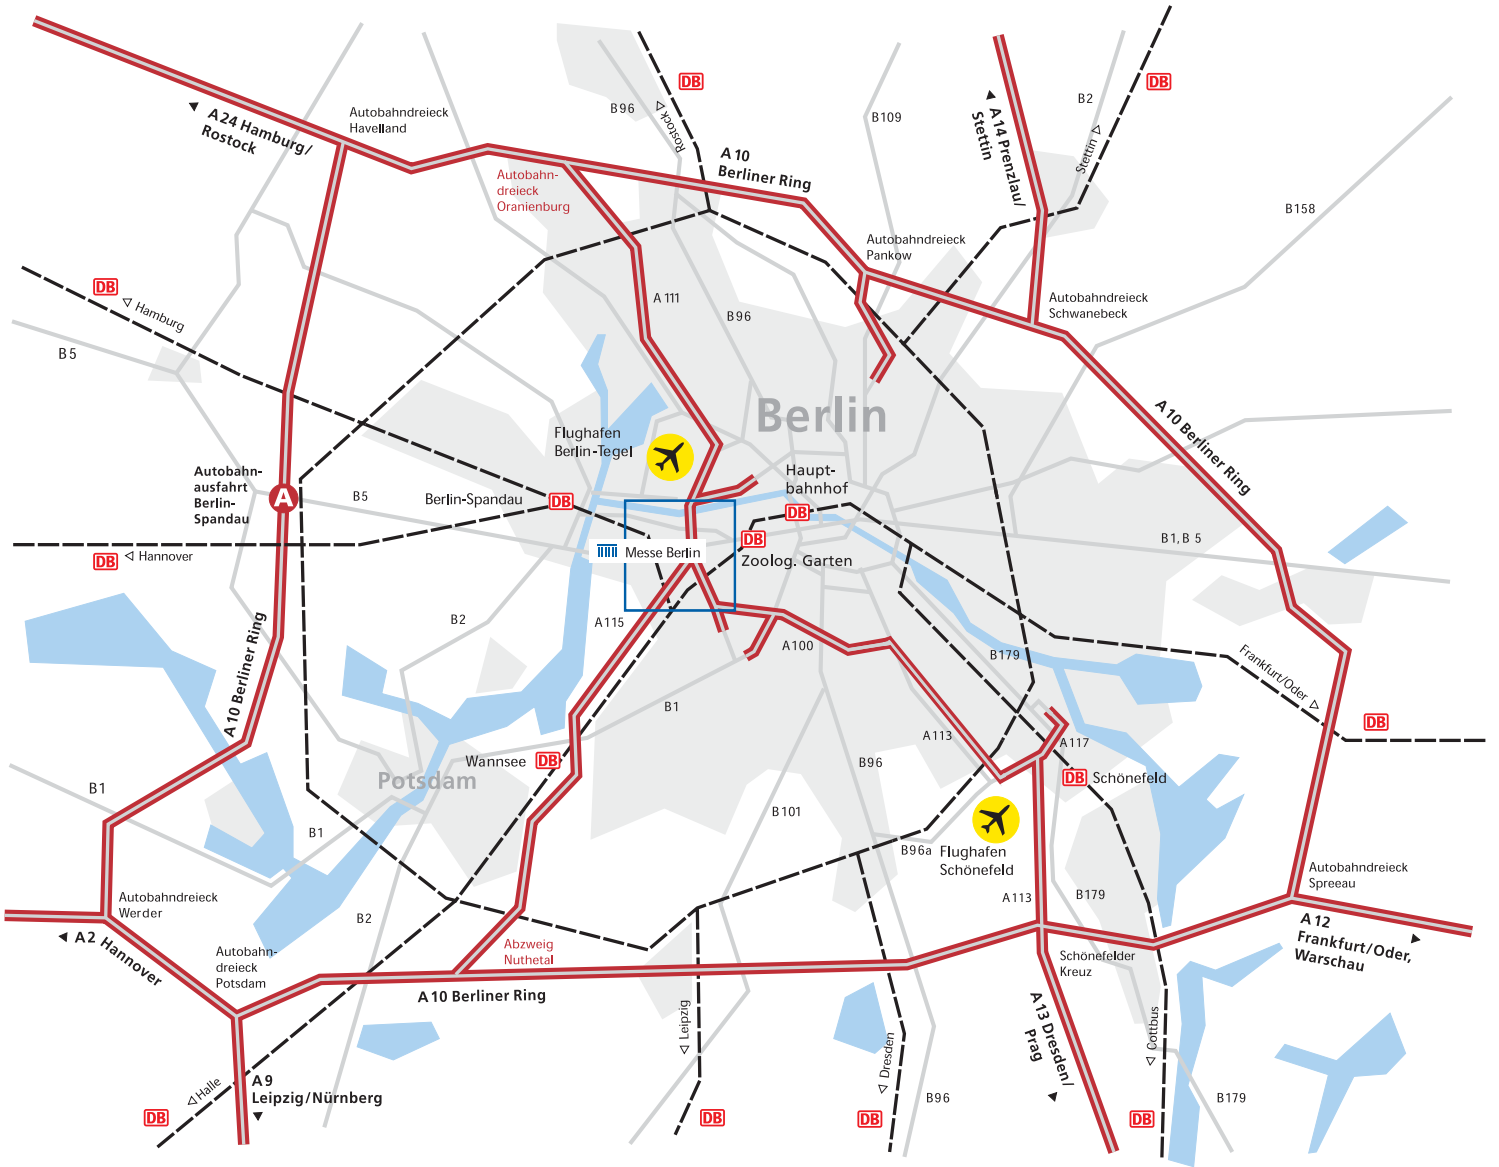 DB
B96
Rostock
A 24 Hamburg/
Rostock
Autobahndreieck
Havelland
A 10
Berliner Ring
B109
A 14 Prenzlau/
Stettin
B2
DB
Stettin
Autobahn-
dreieck
Oranienburg
B158
Autobahndreieck
Pankow
DB
Hamburg
A 111
B96
Autobahndreieck
Schwanebeck
B5
Berlin
A 10 Berliner Ring
Flughafen
Berlin-Tegel
Autobahn-
ausfahrt
Berlin-
Spandau
A
B5
Berlin-Spandau
DB
Haupt-
bahnhof
DB
DB
Hannover
Messe Berlin
DB
Zoolog. Garten
B1, B5
A 10 Berliner Ring
B2
A115
A100
B179
Frankfurt/Oder
DB
B1
Wannsee
DB
A113
A117
B96
DB
Schönefeld
Potsdam
B1
B1
B101
B96a
Flughafen
Schönefeld
Autobahndreieck
Spreeau
Autobahndreieck
Werder
B2
A113
B179
A2 Hannover
Autobahn-
dreieck
Potsdam
Abzweig
Nuthetal
A 10 Berliner Ring
Schönefelder
Kreuz
A 12
Frankfurt/Oder,
Warschau
Leipzig
Dresden
A 13 Dresden/
Prag
Cottbus
Halle
A 9
Leipzig/Nürnberg
DB
DB
DB
B96
DB
B179